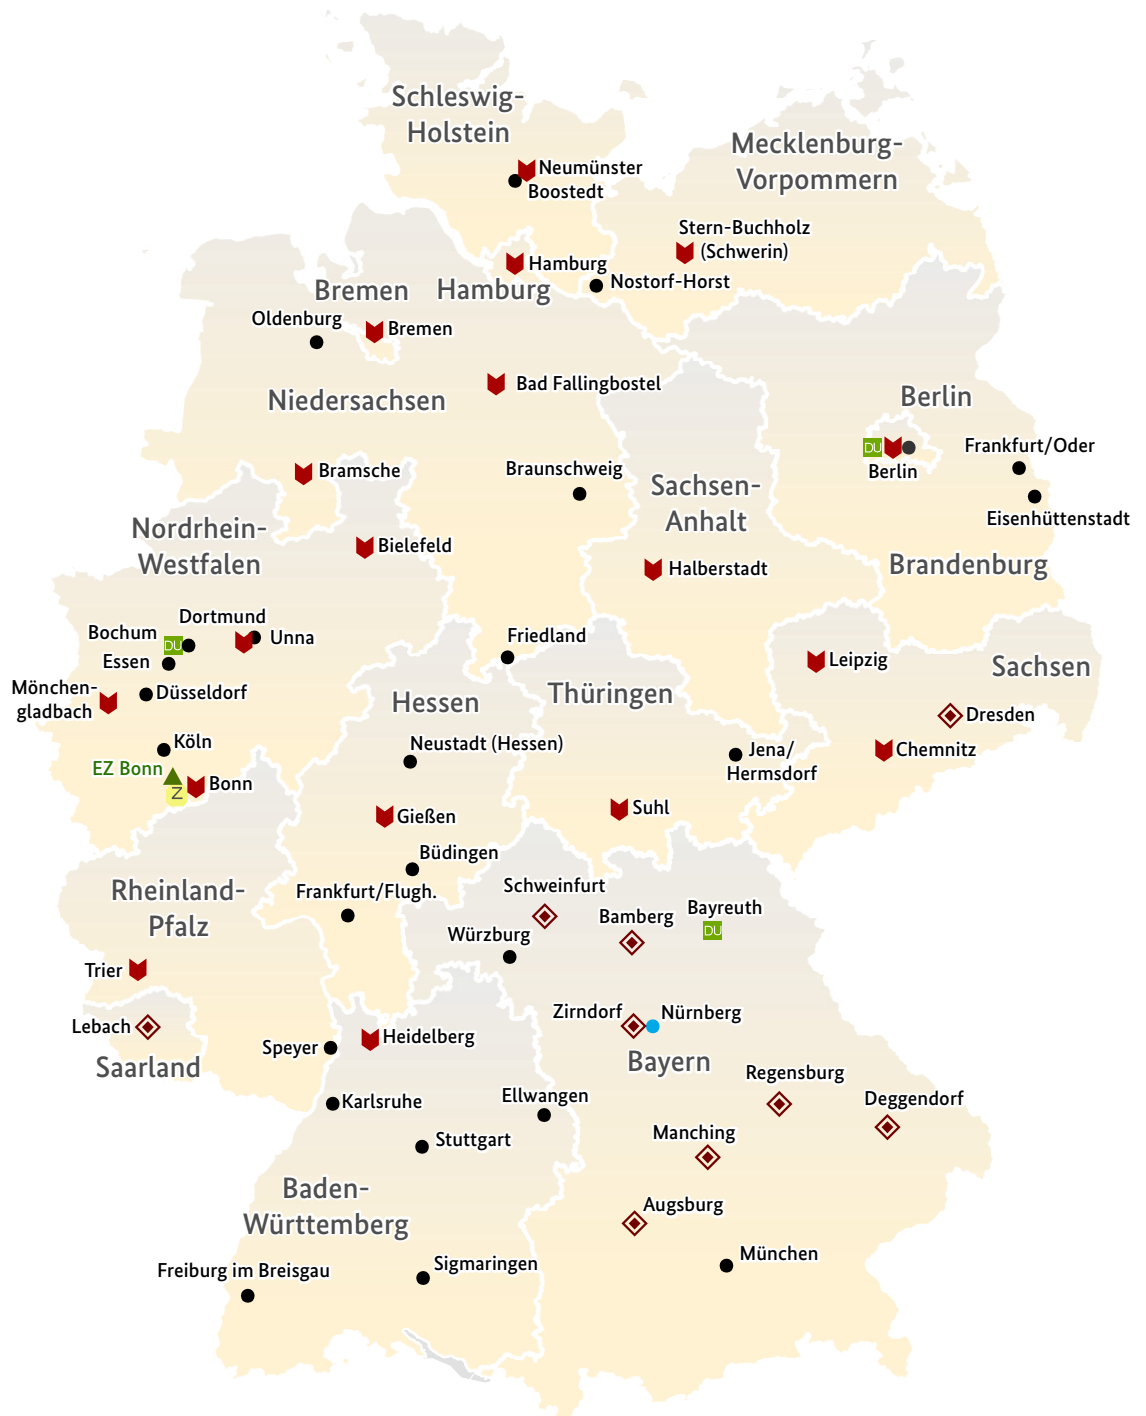 Schleswig-
Holstein
Mecklenburg-
Vorpommern
Neumünster
Boostedt
Stern-Buchholz
(Schwerin)
Hamburg
Nostorf-Horst
Bremen
Hamburg
Oldenburg
Bremen
Bad Fallingbostel
Niedersachsen
Berlin
DU
Berlin
Frankfurt/Oder
Eisenhüttenstadt
Bramsche
Braunschweig
Sachsen-
Anhalt
Nordrhein-
Westfalen
Bielefeld
Halberstadt
Brandenburg
Dortmund
Unna
Bochum
DU
Essen
Friedland
Leipzig
Sachsen
Mönchen-
gladbach
Düsseldorf
Hessen
Thüringen
Dresden
Köln
Neustadt (Hessen)
Jena/
Hermsdorf
Chemnitz
EZ Bonn
Z
Bonn
Gießen
Suhl
Büdingen
Rheinland-
Pfalz
Frankfurt/Flugh.
Schweinfurt
Bamberg
Bayreuth
DU
Würzburg
Trier
Lebach
Saarland
Zirndorf
Nürnberg
Speyer
Heidelberg
Bayern
Karlsruhe
Ellwangen
Regensburg
Deggendorf
Stuttgart
Manching
Baden-
Württemberg
Augsburg
Freiburg im Breisgau
Sigmaringen
München